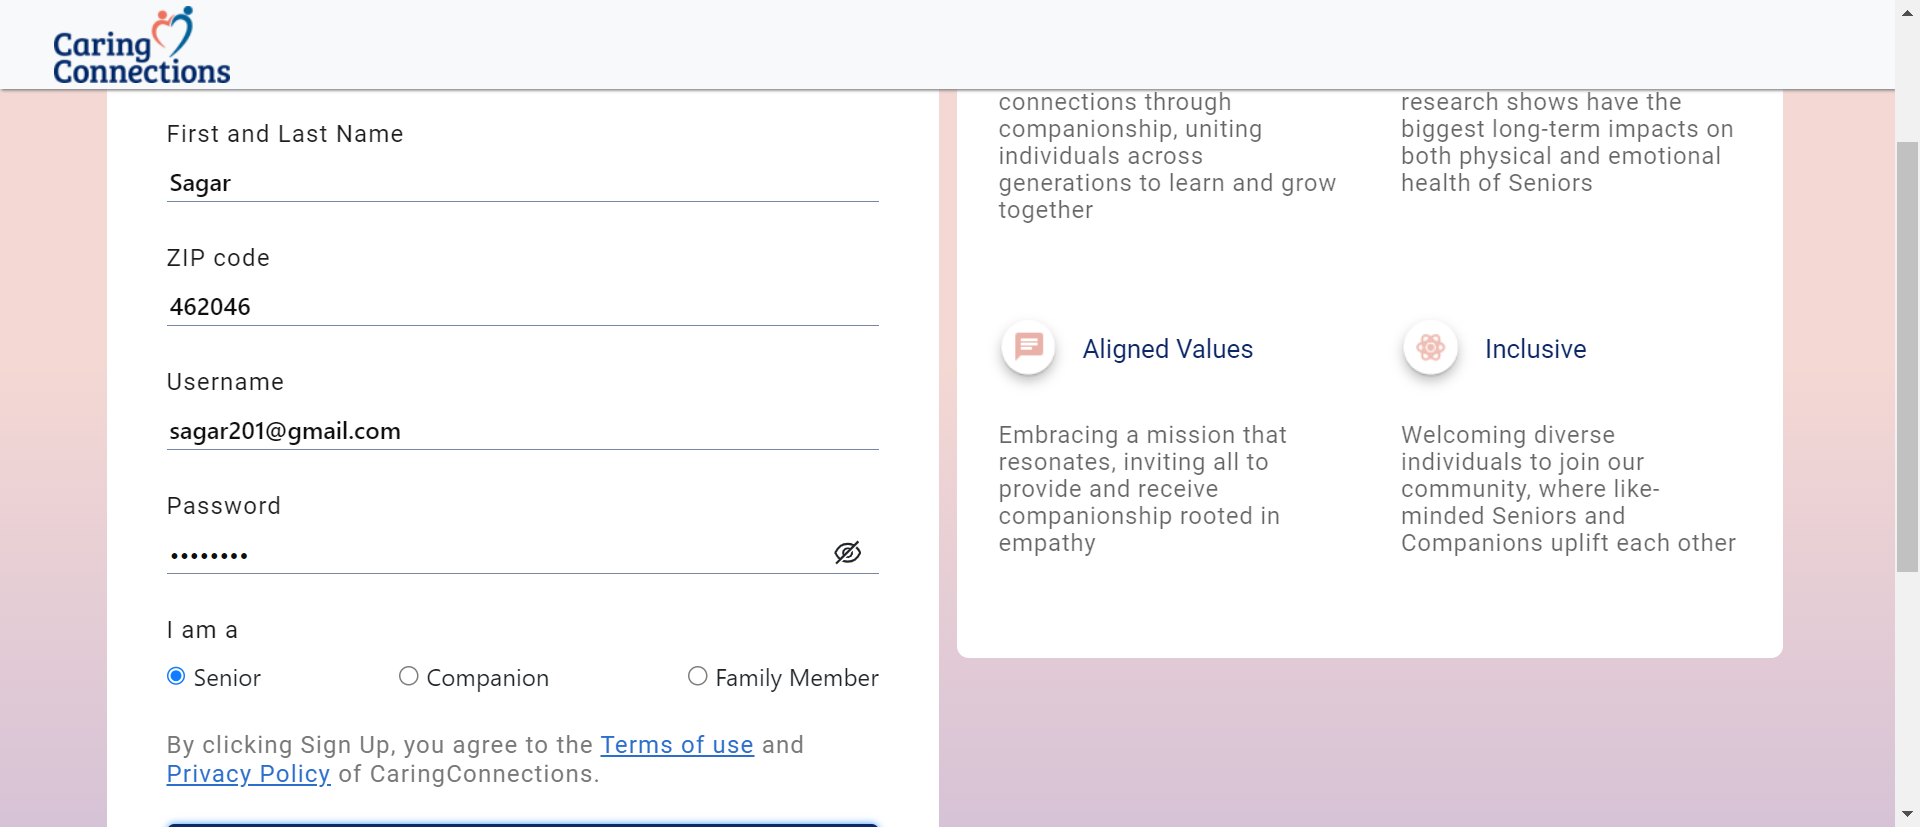 Caring
Connections
First and Last Name
Sagar
ZIP code
462046
Username
sagar201@gmail.com
Password
••••••••
I am a
Senior
Companion
Family Member
By clicking Sign Up, you agree to the Terms of use and
Privacy Policy of CaringConnections.
connections through
companionship, uniting
individuals across
generations to learn and grow
together
research shows have the
biggest long-term impacts on
both physical and emotional
health of Seniors
Aligned Values
Embracing a mission that
resonates, inviting all to
provide and receive
companionship rooted in
empathy
Inclusive
Welcoming diverse
individuals to join our
community, where like-
minded Seniors and
Companions uplift each other